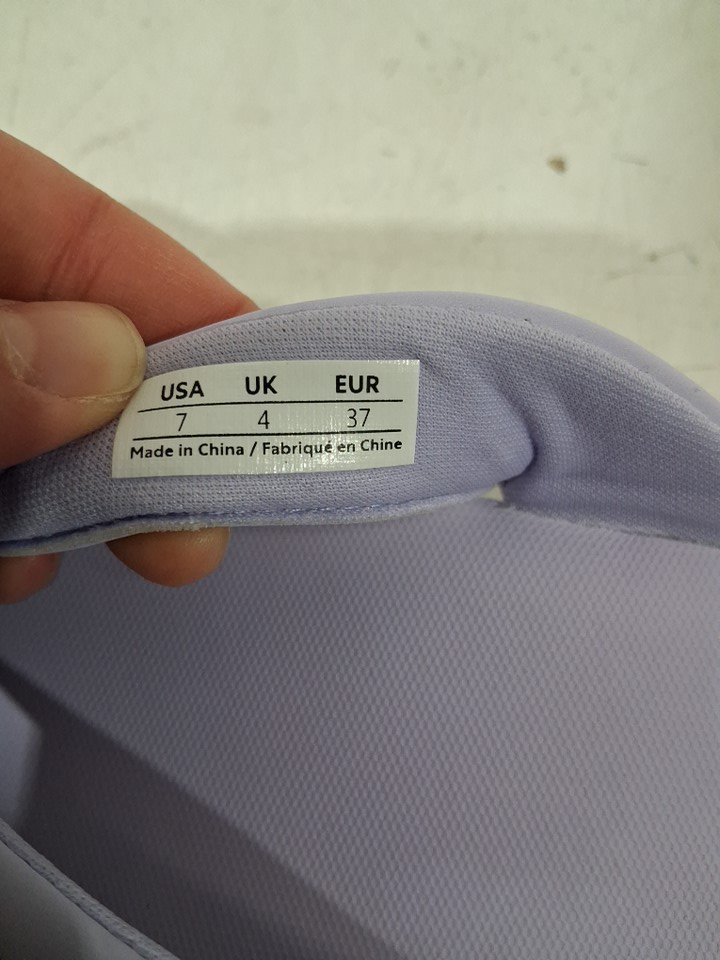 USA UK EUR
7 4 37
Made in China / Fabriqué en Chine